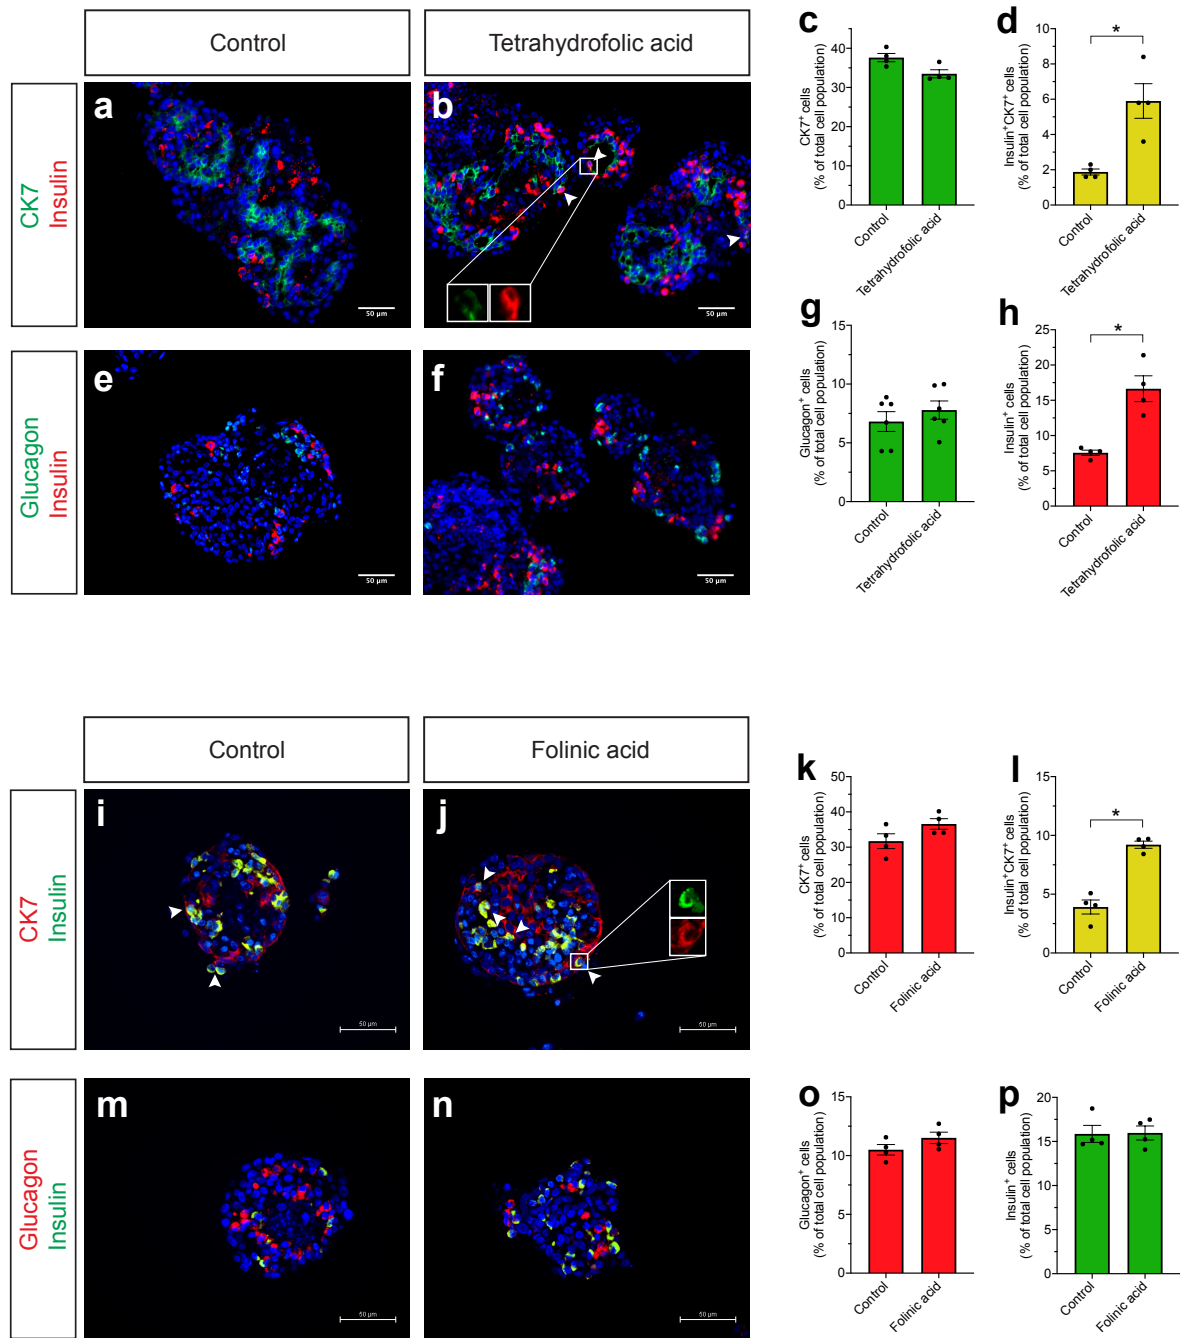 Control
Tetrahydrofolic acid
CK7
Insulin
a
50 µm
b
50 µm
c
CK7⁺ cells
(% of total cell population)
40
30
20
10
0
Control
Tetrahydrofolic acid
d
*
Insulin⁺CK7⁺ cells
(% of total cell population)
10
8
6
4
2
0
Control
Tetrahydrofolic acid
Glucagon
Insulin
e
50 µm
f
50 µm
g
Glucagon⁺ cells
(% of total cell population)
15
10
5
0
Control
Tetrahydrofolic acid
h
*
Insulin⁺ cells
(% of total cell population)
25
20
15
10
5
0
Control
Tetrahydrofolic acid
Control
Folinic acid
CK7
Insulin
i
50 µm
j
50 µm
k
CK7⁺ cells
(% of total cell population)
50
40
30
20
10
0
Control
Folinic acid
l
*
Insulin⁺CK7⁺ cells
(% of total cell population)
15
10
5
0
Control
Folinic acid
Glucagon
Insulin
m
50 µm
n
50 µm
o
Glucagon⁺ cells
(% of total cell population)
15
10
5
0
Control
Folinic acid
p
Insulin⁺ cells
(% of total cell population)
20
15
10
5
0
Control
Folinic acid